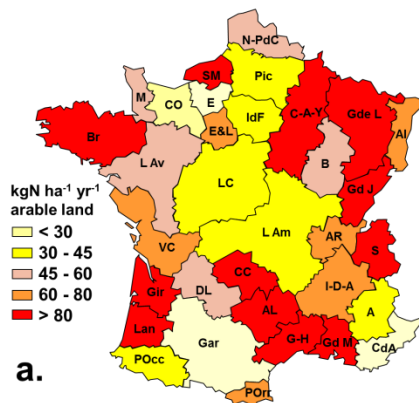 N-PdC
SM
Pic
M
CO
E
C-A-Y
Gde L
Al
Br
E&L
IdF
L Av
B
kgN ha⁻¹ yr⁻¹
arable land
< 30
30 - 45
45 - 60
60 - 80
> 80
LC
Gd J
L Am
VC
AR
S
CC
I-D-A
Gir
DL
AL
A
Lan
Gar
G-H
Gd M
CdA
POcc
POrr
a.